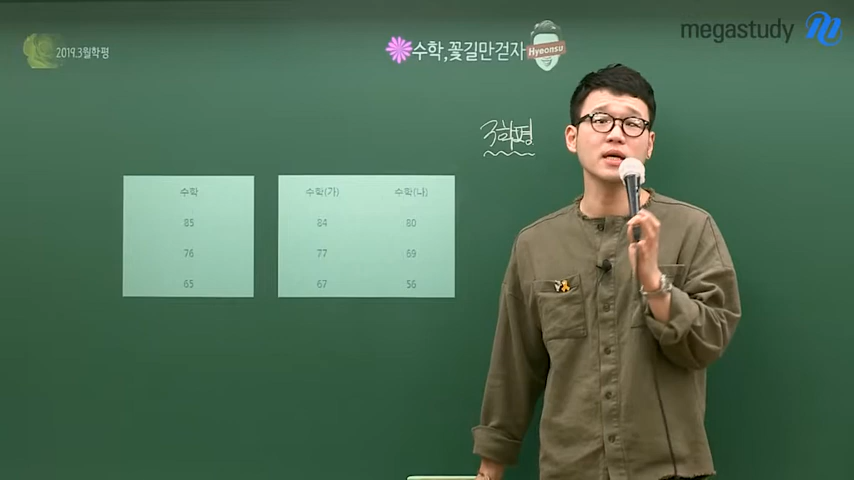 megastudy
2019.3월학평
수학,꽃길만걷자
Hyeonsu
3학평
수학
85
76
65
수학(가) 수학(나)
84 80
77 69
67 56